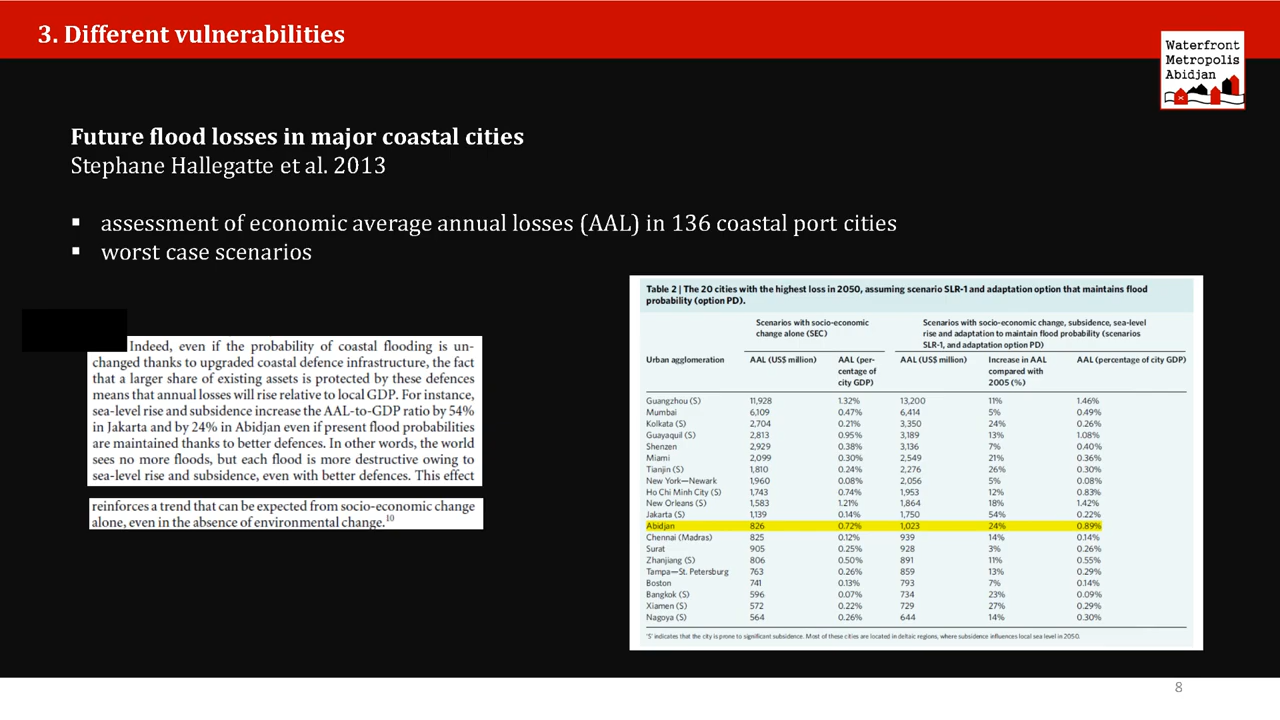 3. Different vulnerabilities
Waterfront
Metropolis
Abidjan
Future flood losses in major coastal cities
Stephane Hallegatte et al. 2013
▪ assessment of economic average annual losses (AAL) in 136 coastal port cities
▪ worst case scenarios
Indeed, even if the probability of coastal flooding is un-
changed thanks to upgraded coastal defence infrastructure, the fact
that a larger share of existing assets is protected by these defences
means that annual losses will rise relative to local GDP. For instance,
sea-level rise and subsidence increase the AAL-to-GDP ratio by 54%
in Jakarta and by 24% in Abidjan even if present flood probabilities
are maintained thanks to better defences. In other words, the world
sees no more floods, but each flood is more destructive owing to
sea-level rise and subsidence, even with better defences. This effect
reinforces a trend that can be expected from socio-economic change
alone, even in the absence of environmental change.10
Table 2 | The 20 cities with the highest loss in 2050, assuming scenario SLR-1 and adaptation option that maintains flood
probability (option PD).
Scenarios with socio-economic
change alone (SEC)
Scenarios with socio-economic change, subsidence, sea-level
rise and adaptation to maintain flood probability (scenarios
SLR-1, and adaptation option PD)
Urban agglomeration AAL (US$ million) AAL (per- AAL (US$ million) Increase in AAL AAL (percentage of city GDP)
centage of compared with
city GDP) 2005 (%)
Guangzhou (S) 11,928 1.32% 13,200 11% 1.46%
Mumbai 6,109 0.47% 6,414 5% 0.49%
Kolkata (S) 2,704 0.21% 3,350 24% 0.26%
Guayaquil (S) 2,813 0.95% 3,189 13% 1.08%
Shenzen 2,929 0.38% 3,136 7% 0.40%
Miami 2,099 0.30% 2,549 21% 0.36%
Tianjin (S) 1,810 0.24% 2,276 26% 0.30%
New York—Newark 1,960 0.08% 2,056 5% 0.08%
Ho Chi Minh City (S) 1,743 0.74% 1,953 12% 0.83%
New Orleans (S) 1,583 1.21% 1,864 18% 1.42%
Jakarta (S) 1,139 0.14% 1,750 54% 0.22%
Abidjan 826 0.72% 1,023 24% 0.89%
Chennai (Madras) 825 0.12% 939 14% 0.14%
Surat 905 0.25% 928 3% 0.26%
Zhanjiang (S) 806 0.50% 891 11% 0.55%
Tampa—St. Petersburg 763 0.26% 859 13% 0.29%
Boston 741 0.13% 793 7% 0.14%
Bangkok (S) 596 0.07% 734 23% 0.09%
Xiamen (S) 572 0.22% 729 27% 0.29%
Nagoya (S) 564 0.26% 644 14% 0.30%
'S' indicates that the city is prone to significant subsidence. Most of these cities are located in deltaic regions, where subsidence influences local sea level in 2050.
8